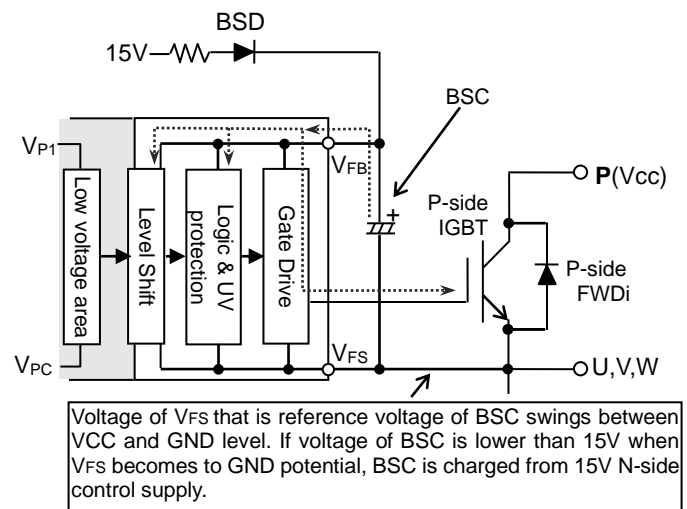 BSD
15V
BSC
VP1
VFB
P(Vcc)
P-side
IGBT
Low voltage area
Level Shift
Logic & UV
protection
Gate Drive
P-side
FWDi
VPC
VFS
U,V,W
Voltage of VFS that is reference voltage of BSC swings between
VCC and GND level. If voltage of BSC is lower than 15V when
VFS becomes to GND potential, BSC is charged from 15V N-side
control supply.